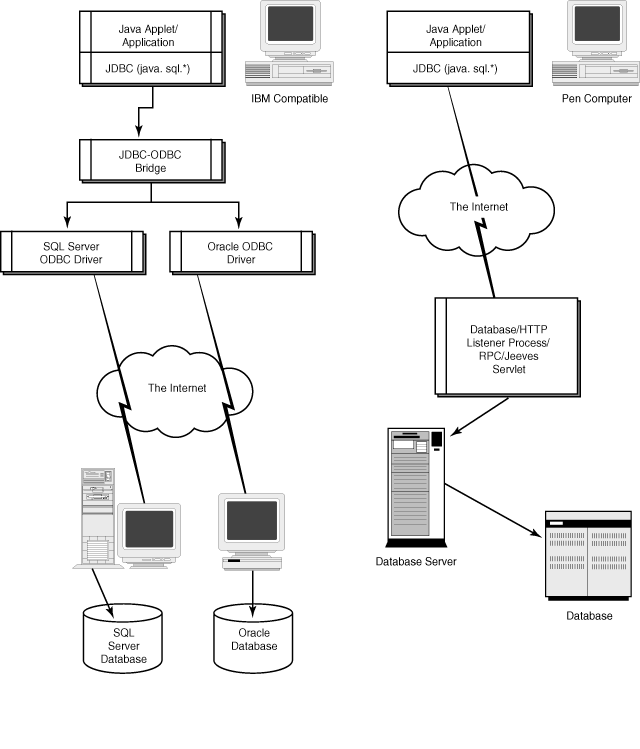 Java Applet/
Application
JDBC (java. sql.*)
IBM Compatible
JDBC-ODBC
Bridge
SQL Server
ODBC Driver
Oracle ODBC
Driver
The Internet
SQL
Server
Database
Oracle
Database
Java Applet/
Application
JDBC (java. sql.*)
Pen Computer
The Internet
Database/HTTP
Listener Process/
RPC/Jeeves
Servlet
Database Server
Database